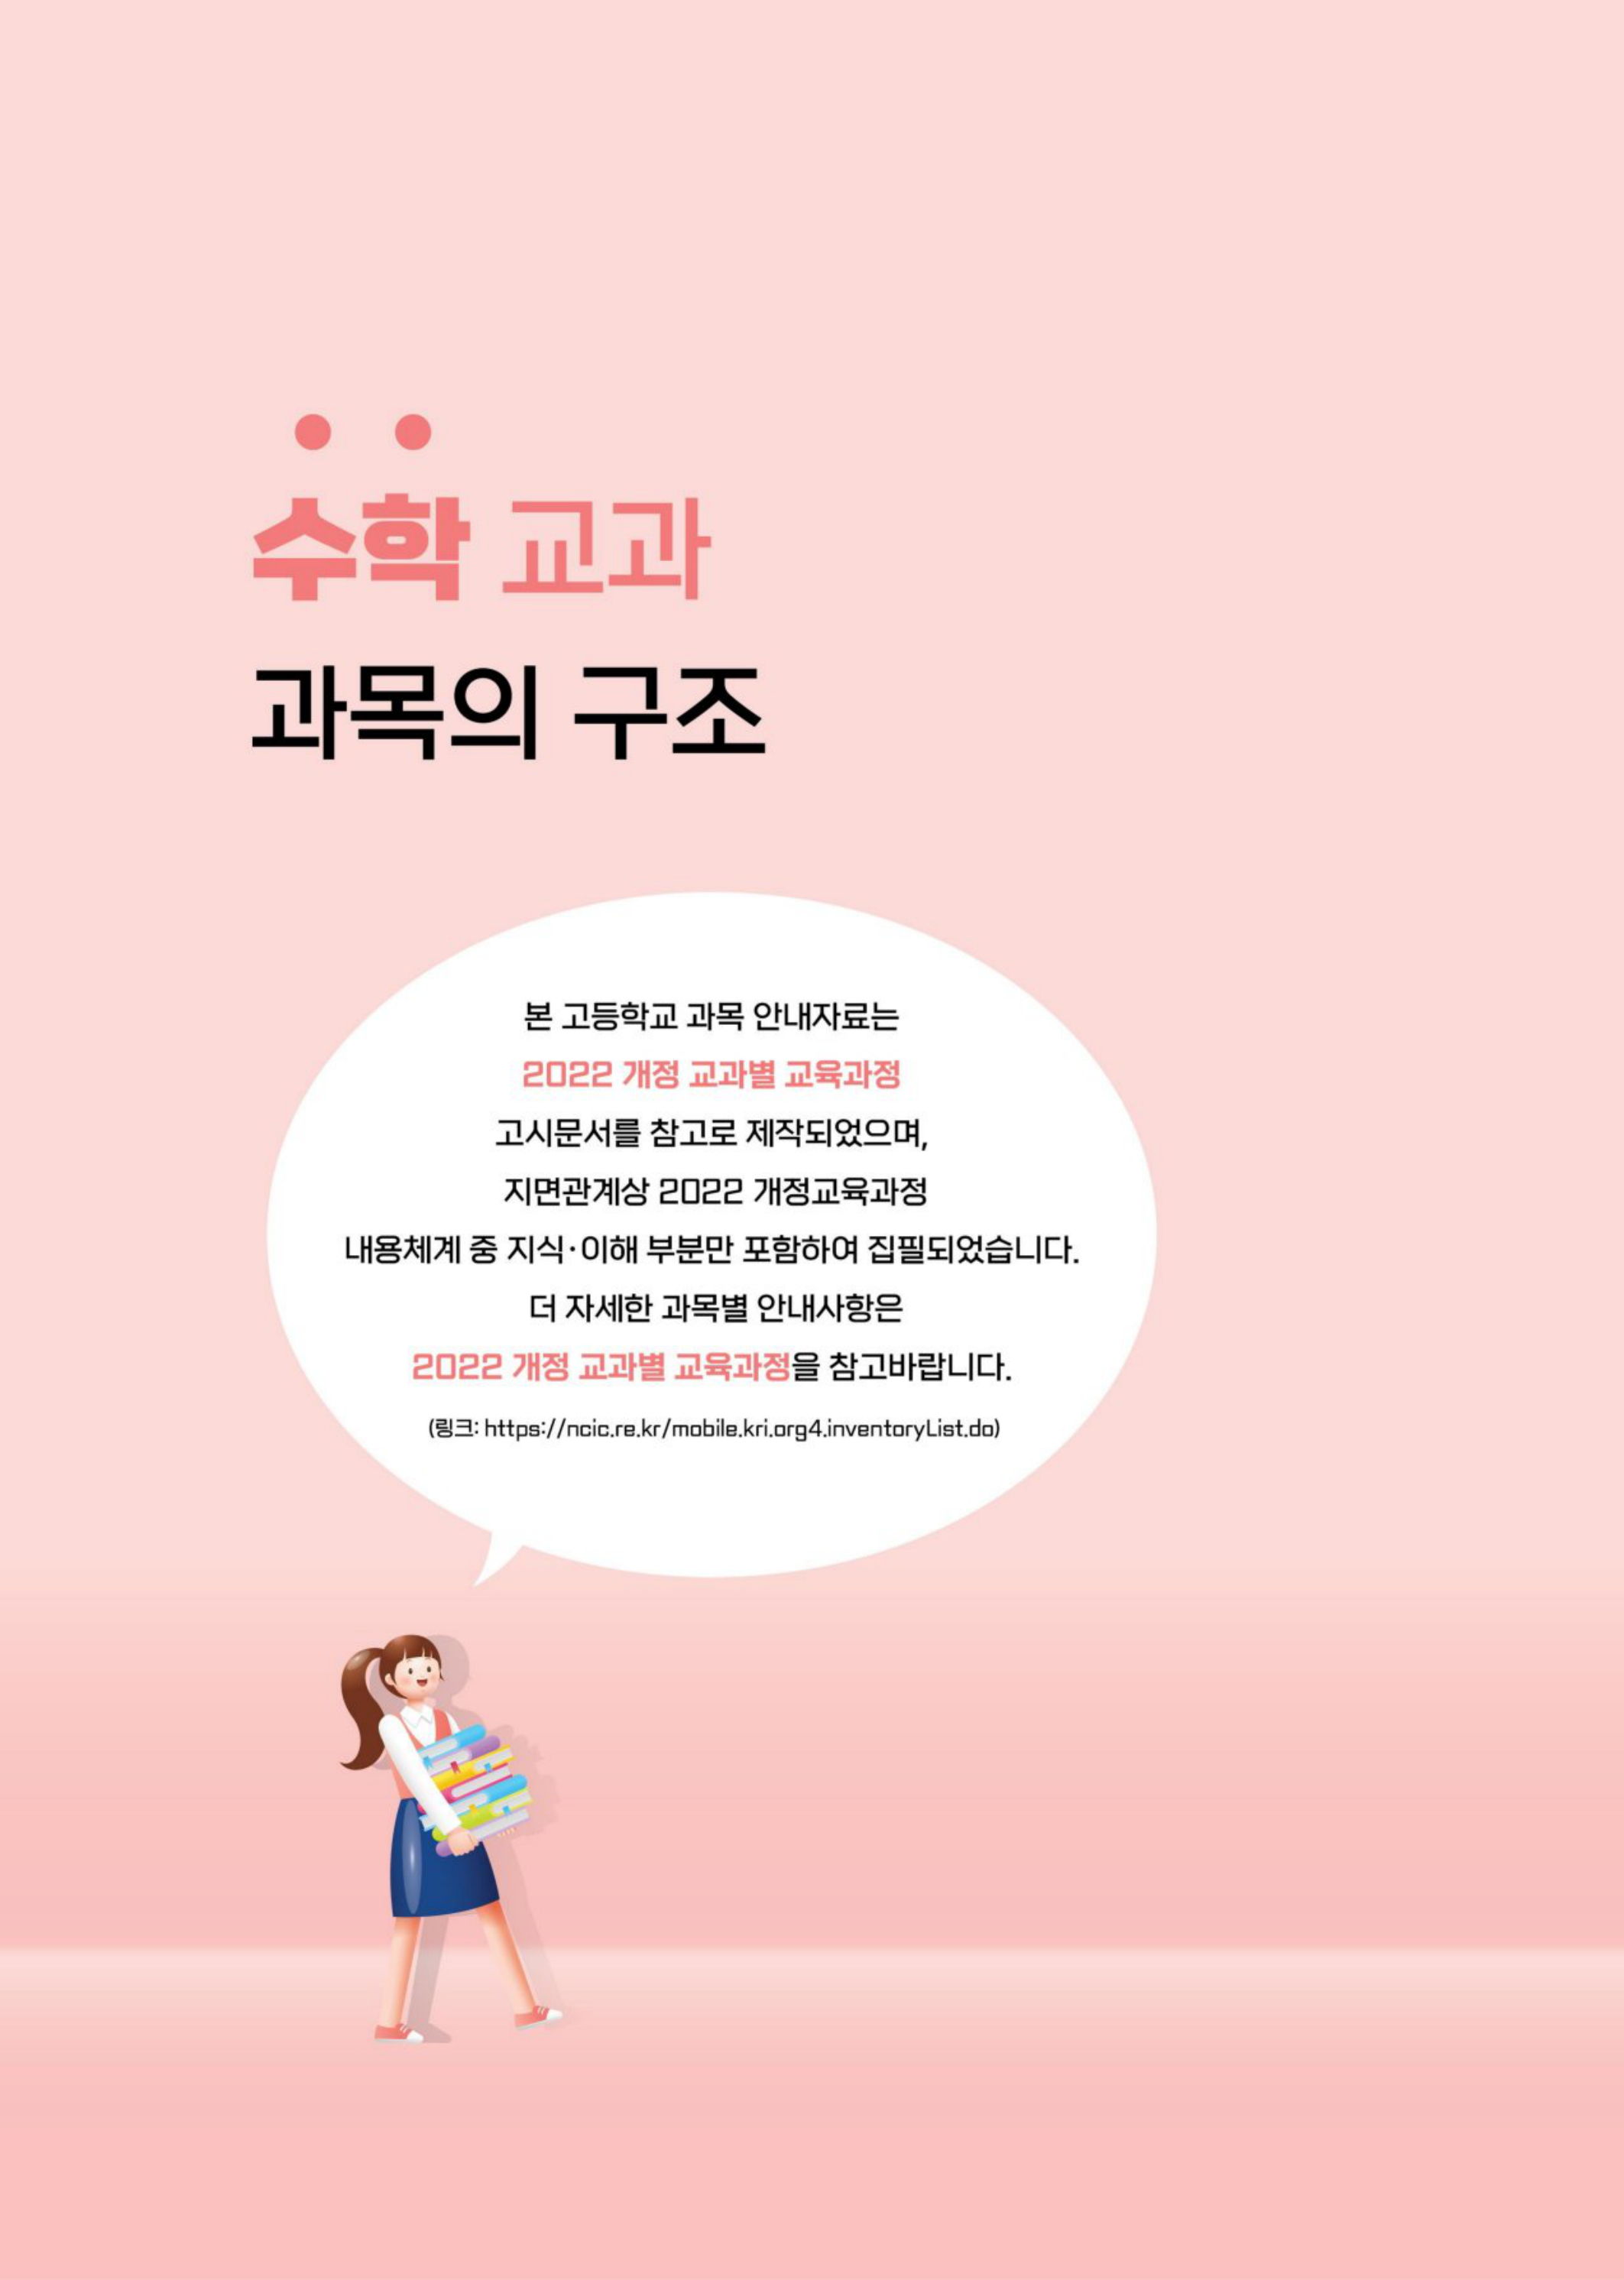 수학 교과
과목의 구조
본 고등학교 과목 안내자료는
2022 개정 교과별 교육과정
고시문서를 참고로 제작되었으며,
지면관계상 2022 개정교육과정
내용체계 중 지식·이해 부분만 포함하여 집필되었습니다.
더 자세한 과목별 안내사항은
2022 개정 교과별 교육과정을 참고바랍니다.
(링크: https://ncic.re.kr/mobile.kri.org4.inventoryList.do)